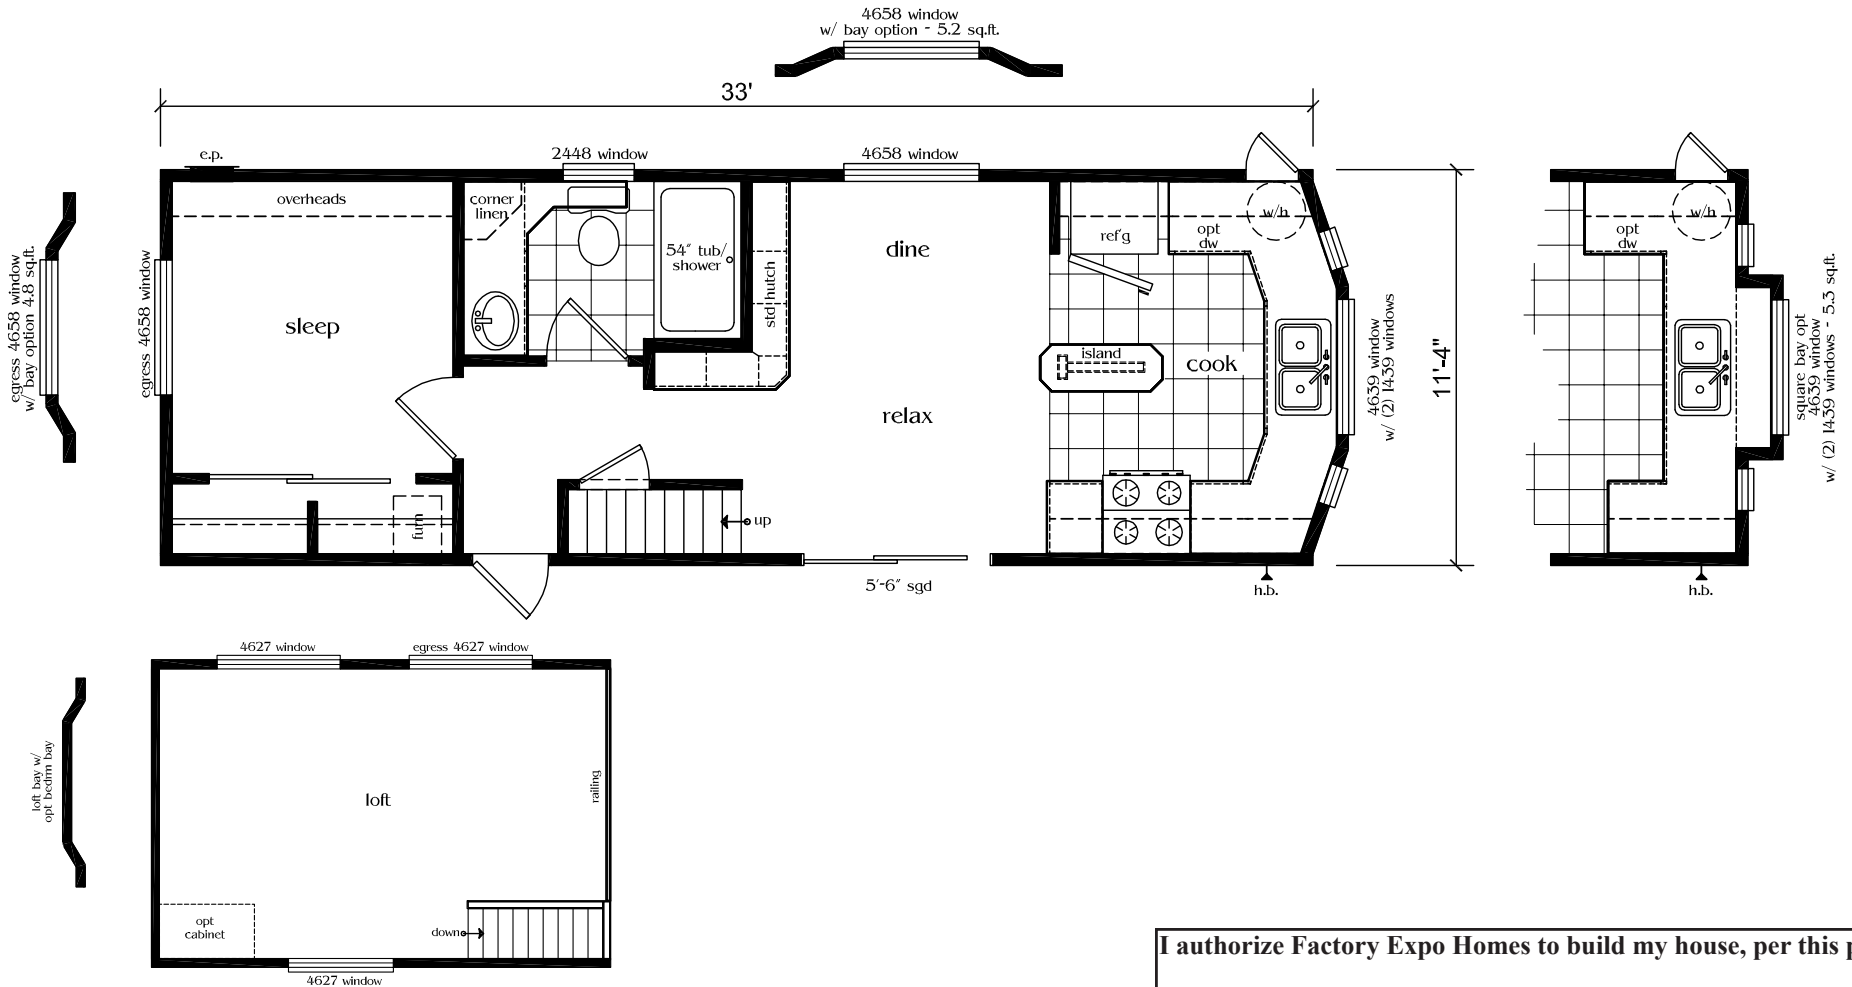 4658 window
w/ bay option - 5.2 sq.ft.
33'
e.p.
2448 window
4658 window
overheads
corner
linen
54" tub/
shower
std hutch
dine
ref'g
opt
dw
w/h
opt
dw
w/h
egress 4658 window
w/ bay option 4.8 sq.ft.
egress 4658 window
sleep
island
cook
relax
4639 window
w/ (2) 1439 windows
11'-4"
square bay opt
4639 window
w/ (2) 1439 windows - 5.3 sq.ft.
furn
up
5'-6" sgd
h.b.
h.b.
4627 window
egress 4627 window
loft bay w/
opt bedrm bay
loft
railing
opt
cabinet
down
4627 window
I authorize Factory Expo Homes to build my house, per this p